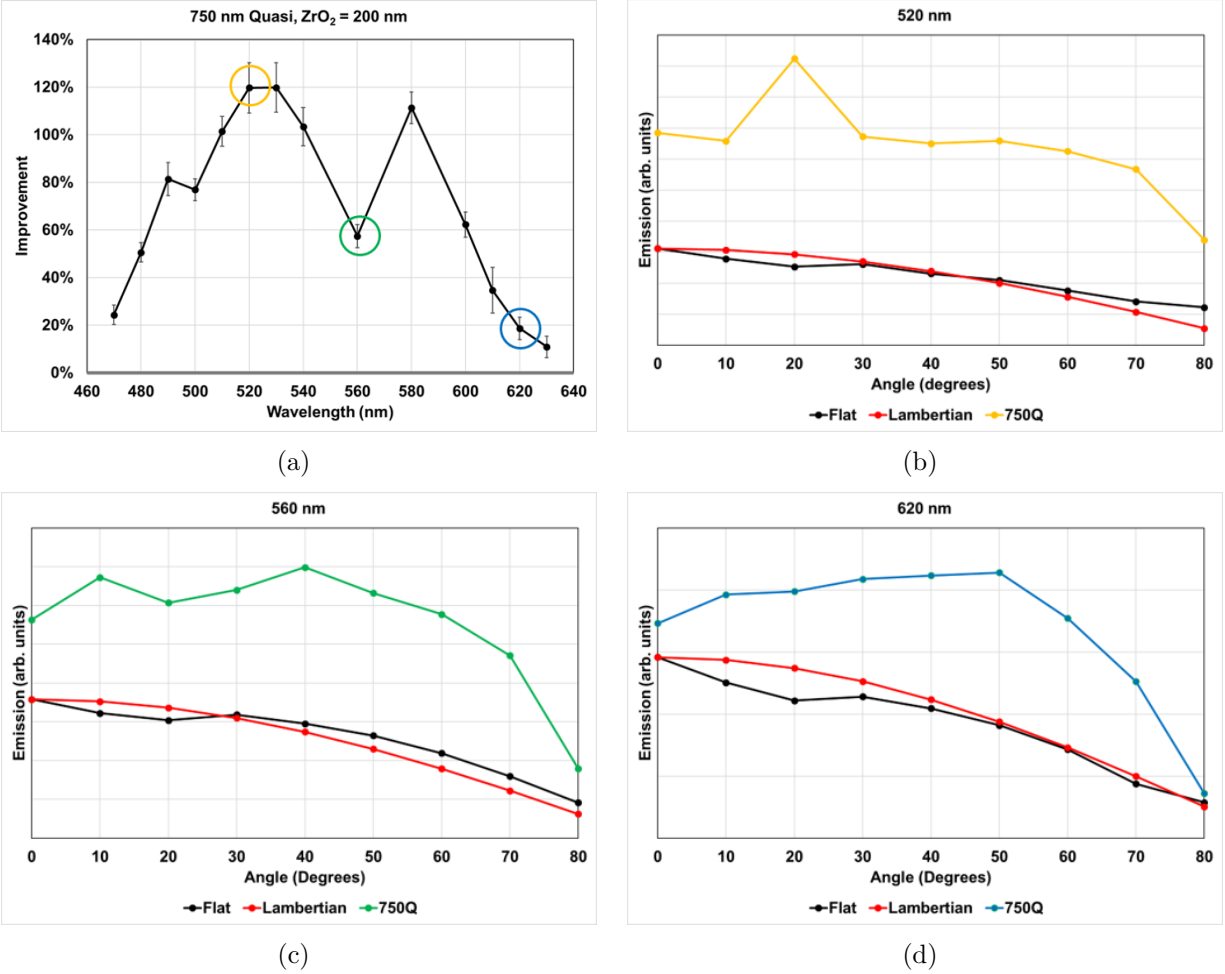 750 nm Quasi, ZrO₂ = 200 nm
Improvement
140%
120%
100%
80%
60%
40%
20%
0%
460 480 500 520 540 560 580 600 620 640
Wavelength (nm)
(a)
520 nm
Emission (arb. units)
0 10 20 30 40 50 60 70 80
Angle (degrees)
Flat Lambertian 750Q
(b)
560 nm
Emission (arb. units)
0 10 20 30 40 50 60 70 80
Angle (Degrees)
Flat Lambertian 750Q
(c)
620 nm
Emission (arb. units)
0 10 20 30 40 50 60 70 80
Angle (Degrees)
Flat Lambertian 750Q
(d)